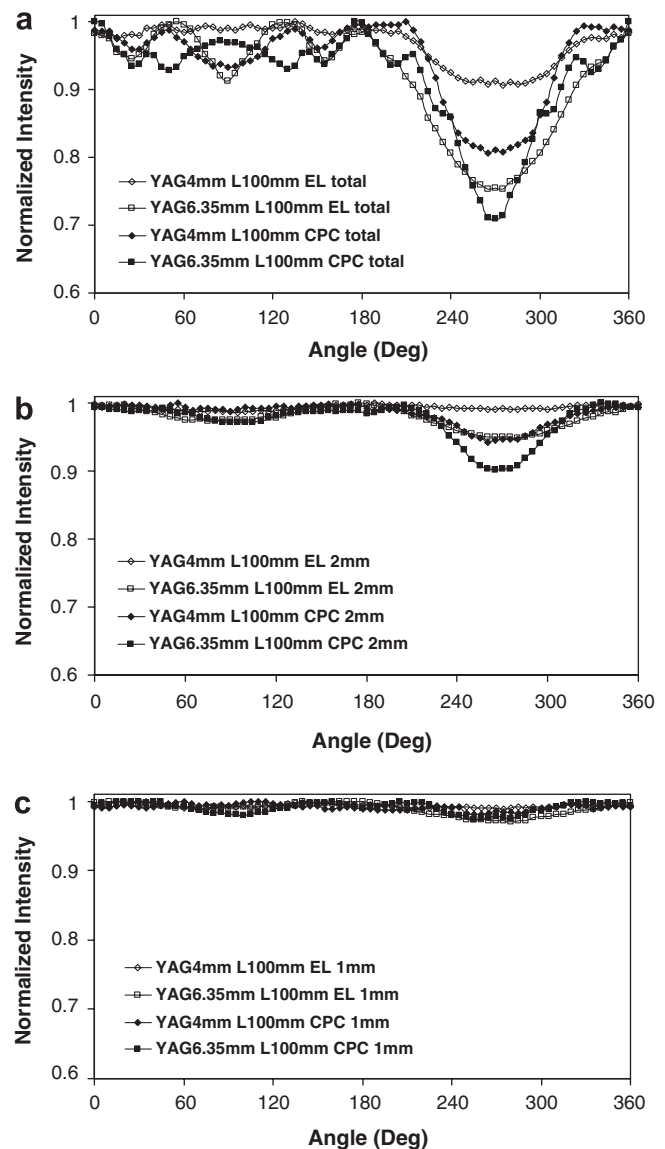 a
Normalized Intensity
1
0.9
0.8
0.7
0.6
YAG4mm L100mm EL total
YAG6.35mm L100mm EL total
YAG4mm L100mm CPC total
YAG6.35mm L100mm CPC total
0 60 120 180 240 300 360
Angle (Deg)
b
Normalized Intensity
1
0.9
0.8
0.7
0.6
YAG4mm L100mm EL 2mm
YAG6.35mm L100mm EL 2mm
YAG4mm L100mm CPC 2mm
YAG6.35mm L100mm CPC 2mm
0 60 120 180 240 300 360
Angle (Deg)
c
Normalized Intensity
1
0.9
0.8
0.7
0.6
YAG4mm L100mm EL 1mm
YAG6.35mm L100mm EL 1mm
YAG4mm L100mm CPC 1mm
YAG6.35mm L100mm CPC 1mm
0 60 120 180 240 300 360
Angle (Deg)